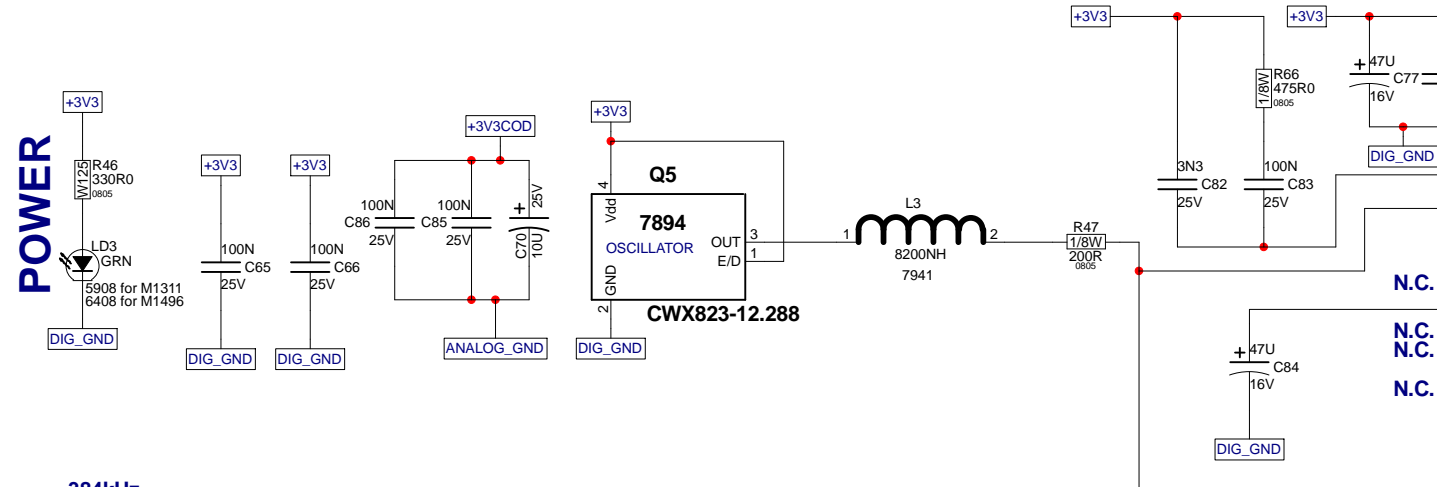 POWER
+3V3
W125
R46
330R0
0805
LD3
GRN
5908 for M1311
6408 for M1496
DIG_GND
+3V3
100N
C65
25V
DIG_GND
+3V3
100N
C66
25V
DIG_GND
+3V3COD
100N
C86
25V
100N
C85
25V
+
25V
C70
10U
ANALOG_GND
+3V3
Q5
4
Vdd
7894
OSCILLATOR
OUT
3
E/D
1
GND
2
CWX823-12.288
DIG_GND
L3
1
2
8200NH
7941
R47
1/8W
200R
0805
+3V3
1/8W
R66
475R0
0805
3N3
C82
25V
100N
C83
25V
+3V3
+
47U
C77
16V
DIG_GND
+
47U
C84
16V
DIG_GND
N.C.
N.C.
N.C.
N.C.